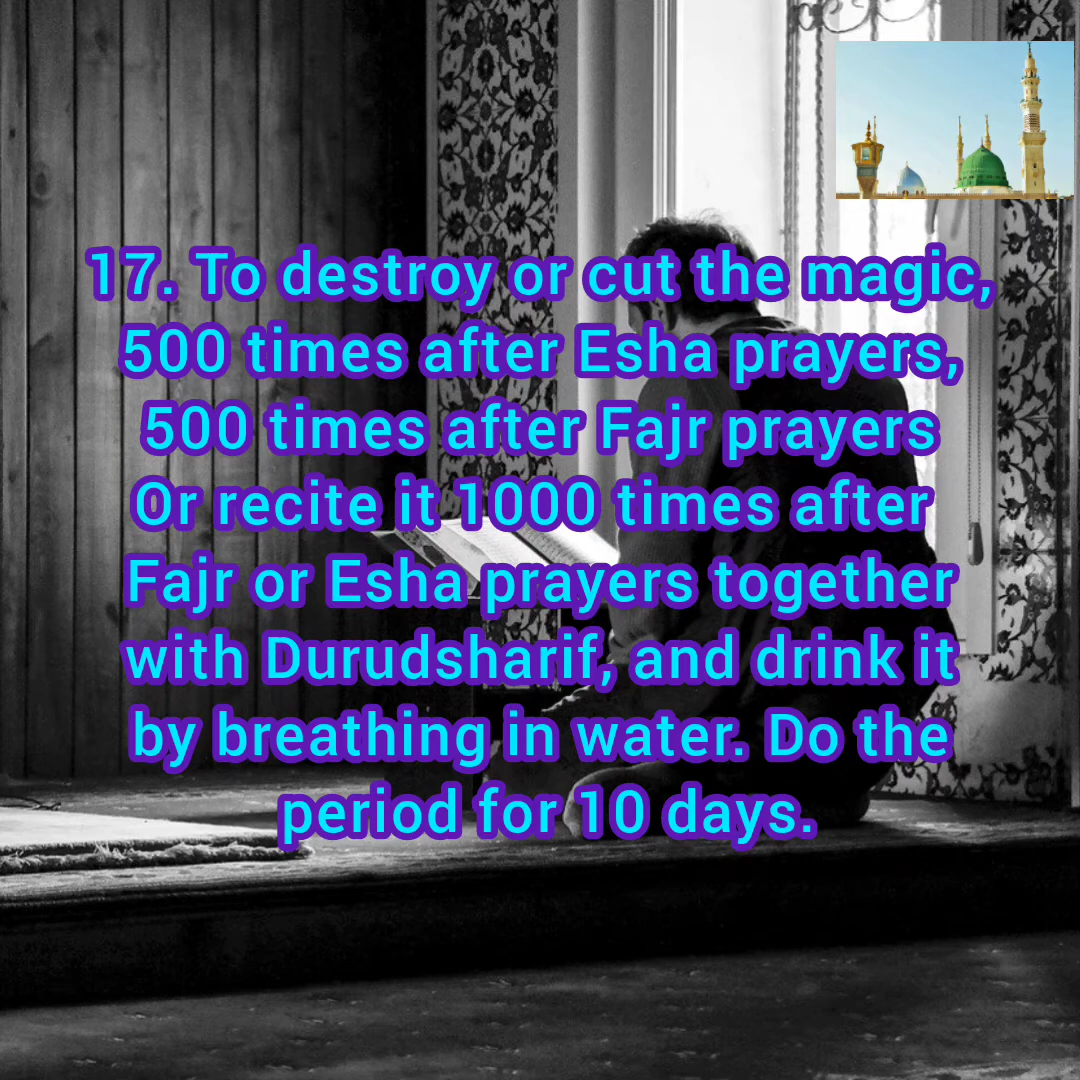 17. To destroy or cut the magic,
500 times after Esha prayers,
500 times after Fajr prayers
Or recite it 1000 times after
Fajr or Esha prayers together
with Durudsharif, and drink it
by breathing in water. Do the
period for 10 days.